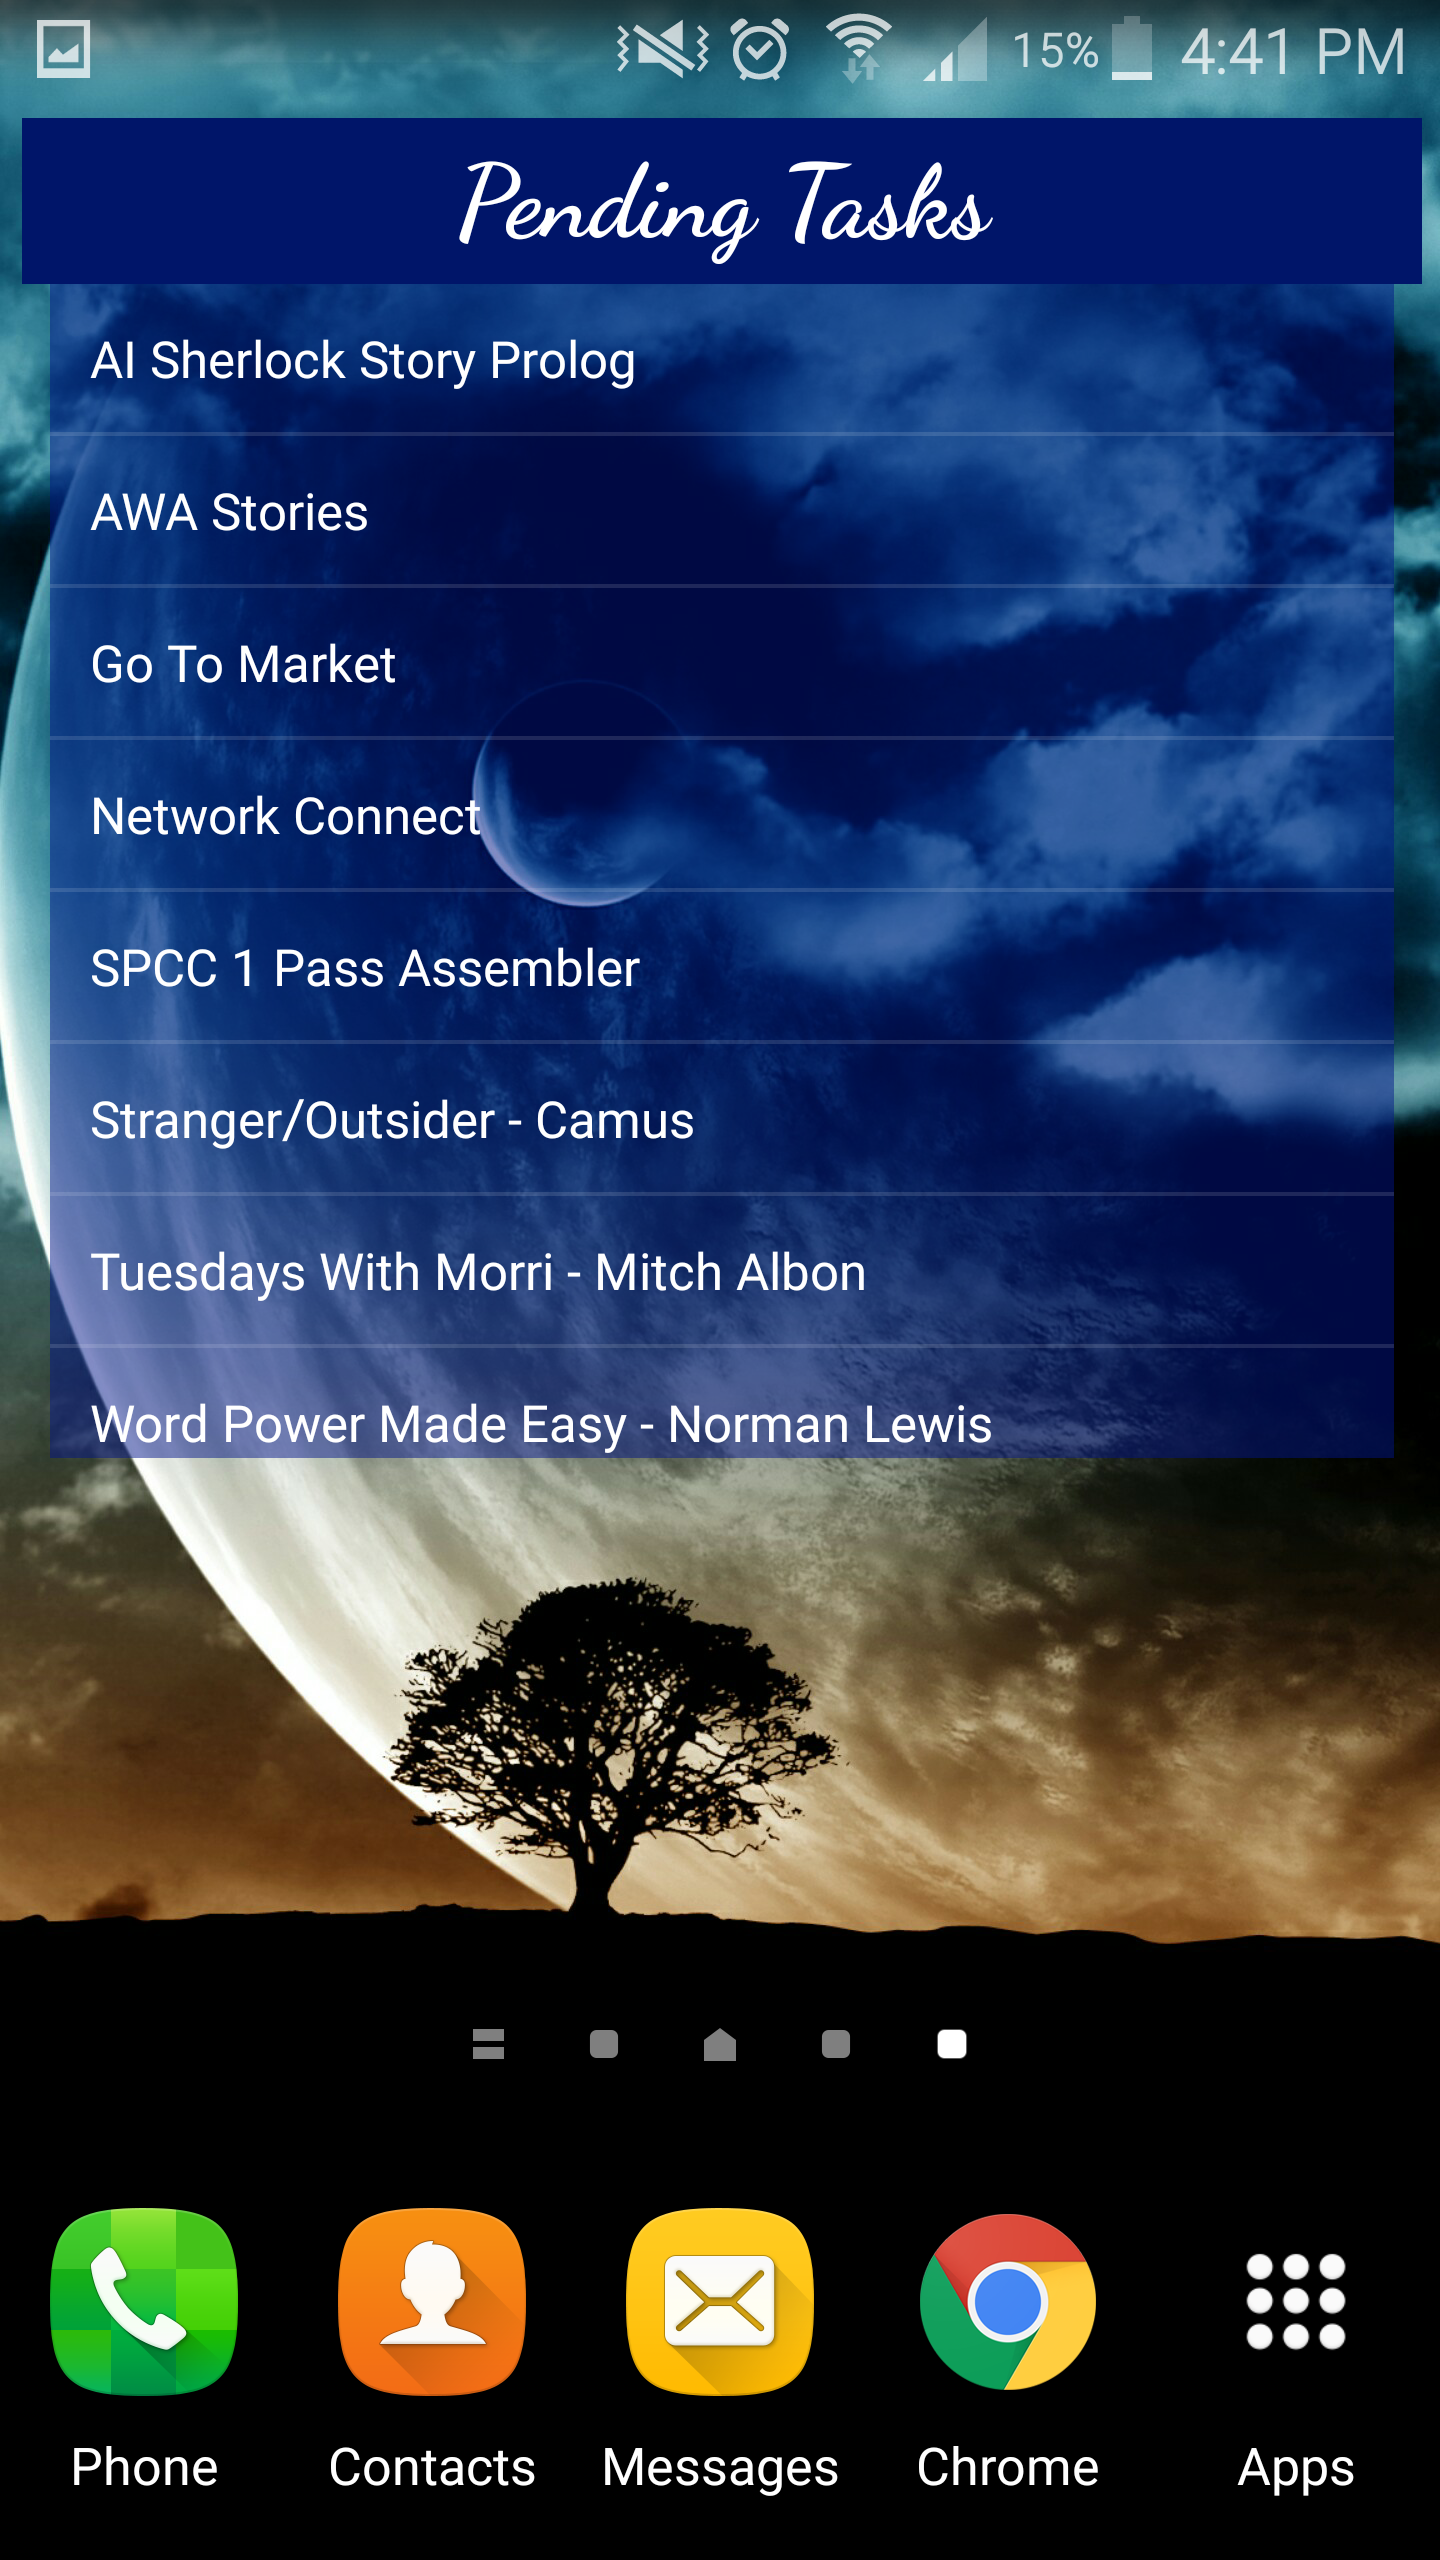 15% 4:41 PM
Pending Tasks
AI Sherlock Story Prolog
AWA Stories
Go To Market
Network Connect
SPCC 1 Pass Assembler
Stranger/Outsider - Camus
Tuesdays With Morri - Mitch Albon
Word Power Made Easy - Norman Lewis
Phone Contacts Messages Chrome Apps